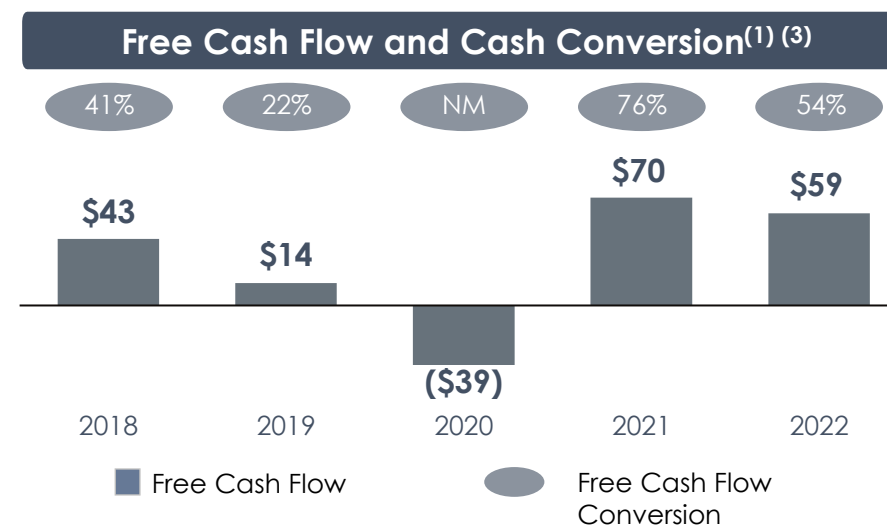 Free Cash Flow and Cash Conversion(1) (3)
41% 22% NM 76% 54%
$43 $14 ($39) $70 $59
2018 2019 2020 2021 2022
Free Cash Flow
Free Cash Flow
Conversion